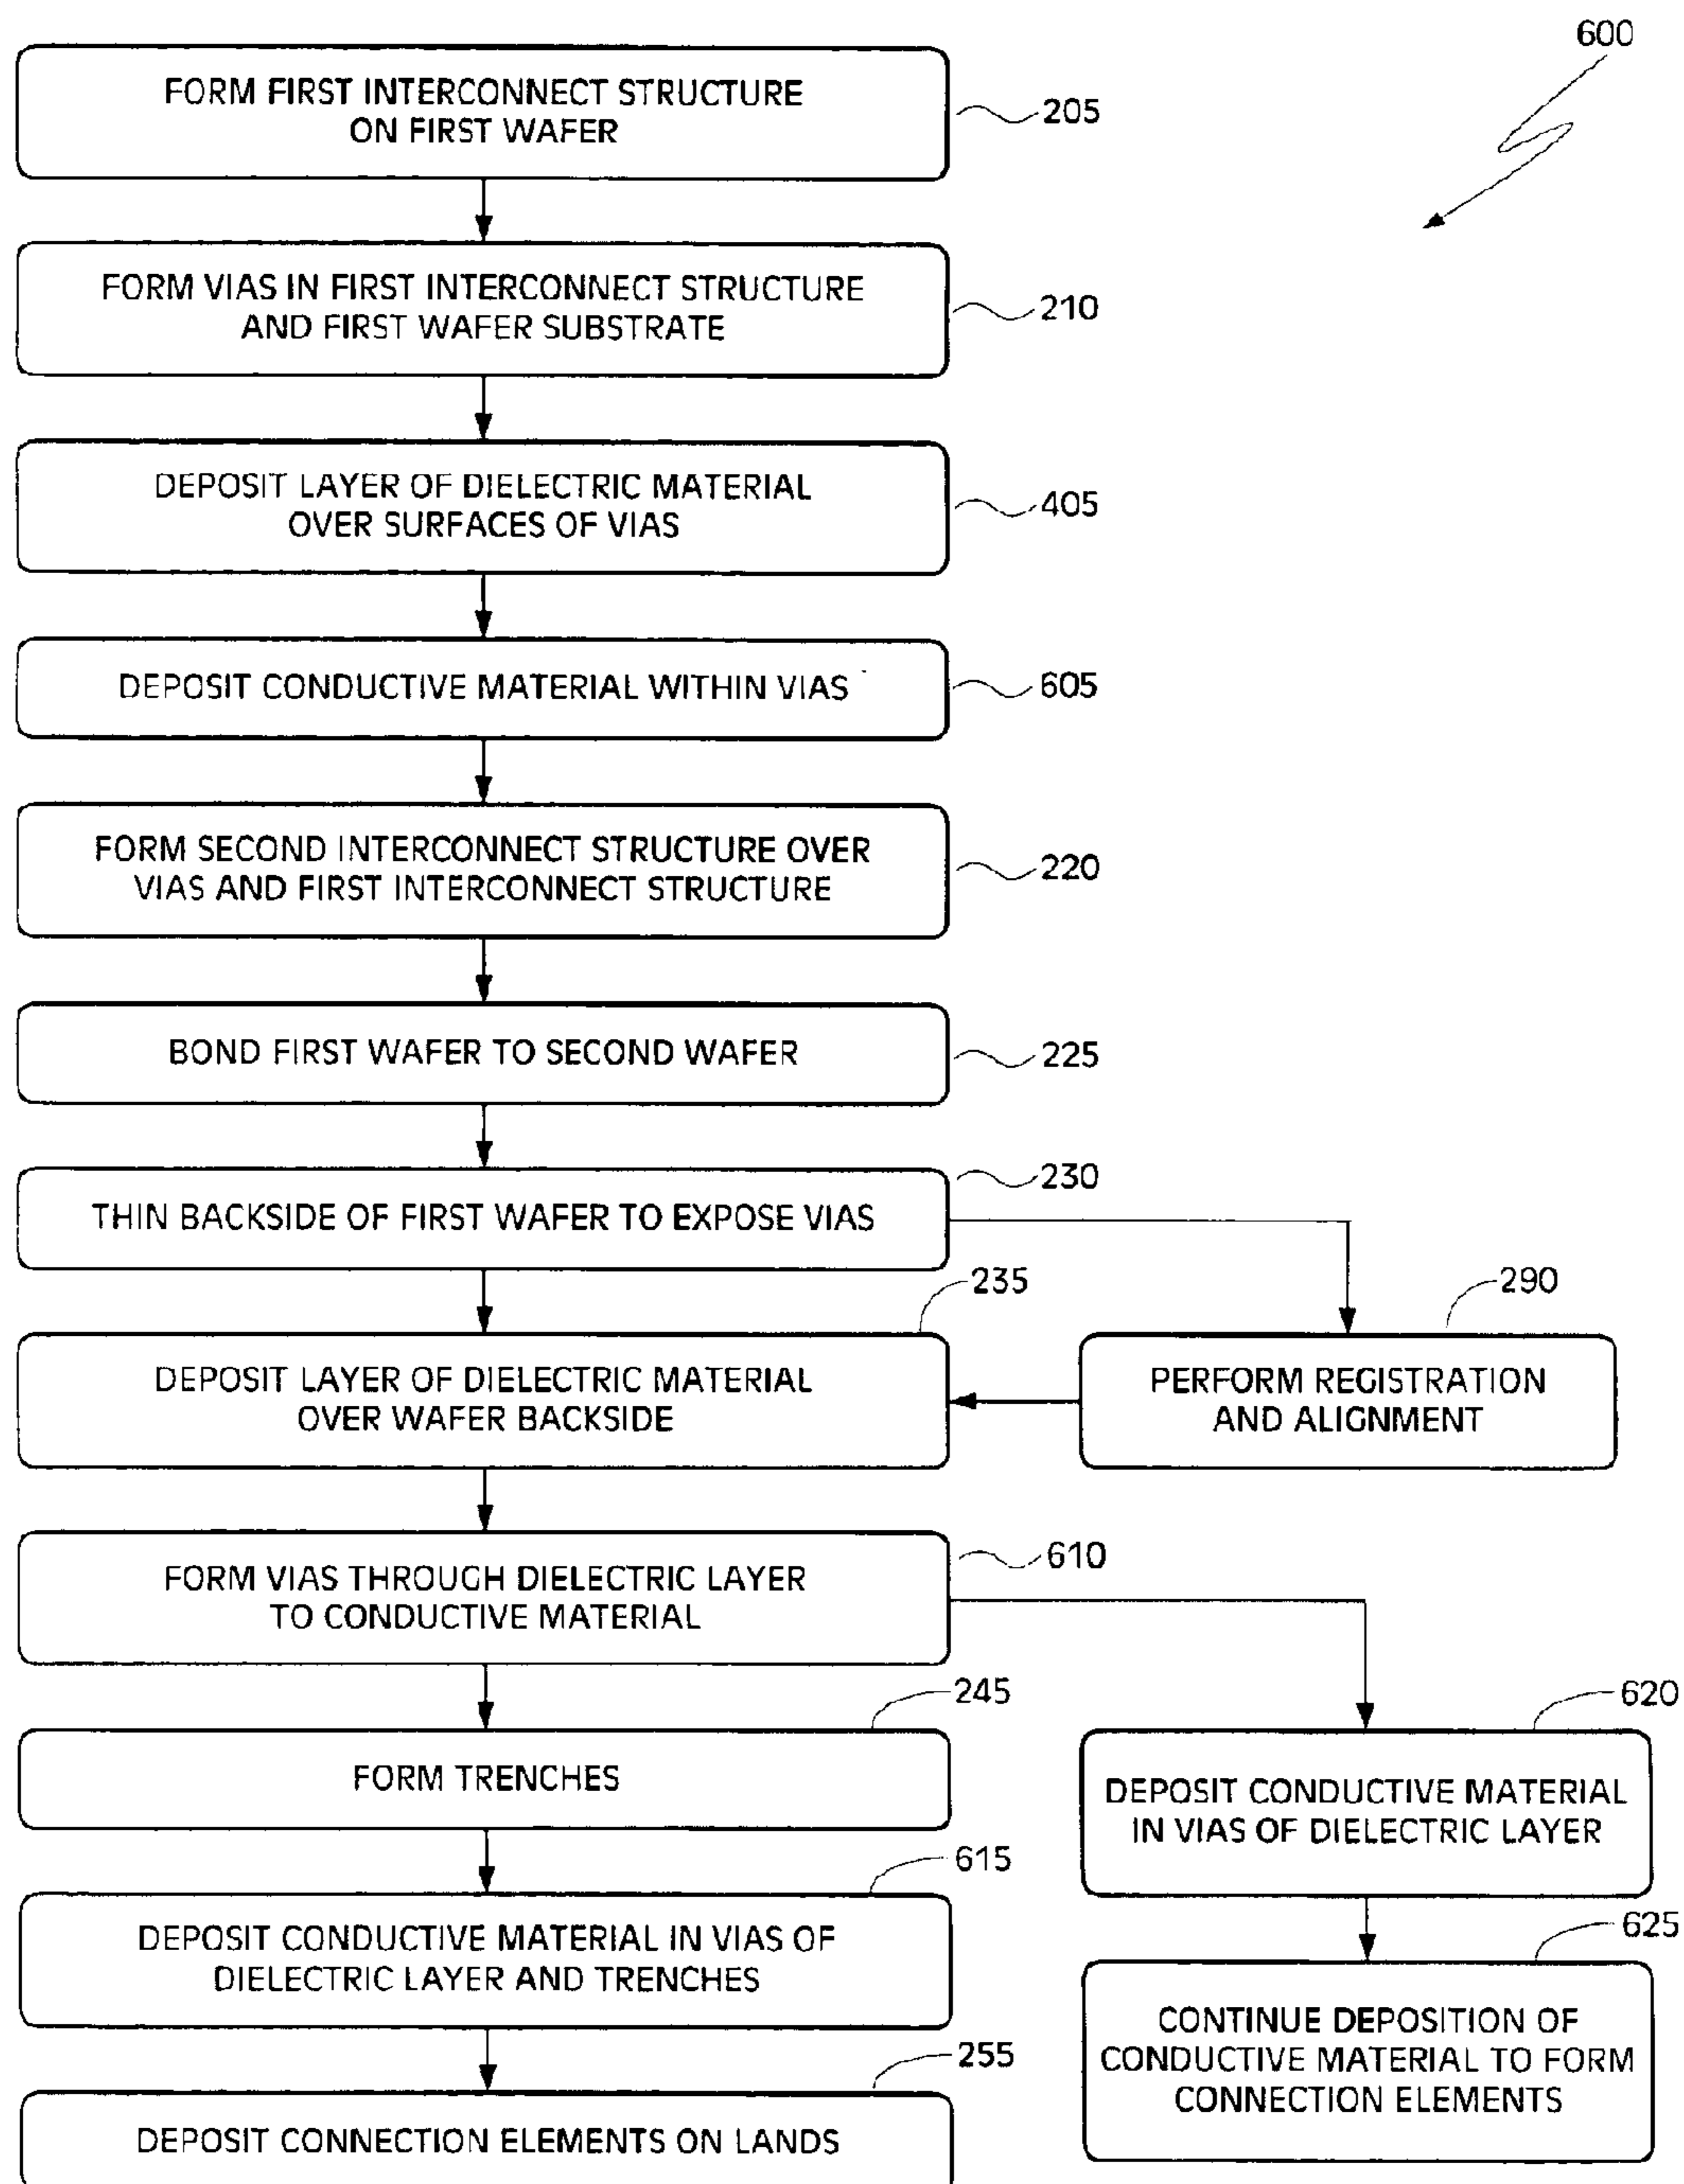 600
FORM FIRST INTERCONNECT STRUCTURE
ON FIRST WAFER
205
FORM VIAS IN FIRST INTERCONNECT STRUCTURE
AND FIRST WAFER SUBSTRATE
210
DEPOSIT LAYER OF DIELECTRIC MATERIAL
OVER SURFACES OF VIAS
405
DEPOSIT CONDUCTIVE MATERIAL WITHIN VIAS
605
FORM SECOND INTERCONNECT STRUCTURE OVER
VIAS AND FIRST INTERCONNECT STRUCTURE
220
BOND FIRST WAFER TO SECOND WAFER
225
THIN BACKSIDE OF FIRST WAFER TO EXPOSE VIAS
230
235
DEPOSIT LAYER OF DIELECTRIC MATERIAL
OVER WAFER BACKSIDE
290
PERFORM REGISTRATION
AND ALIGNMENT
FORM VIAS THROUGH DIELECTRIC LAYER
TO CONDUCTIVE MATERIAL
610
245
FORM TRENCHES
615
DEPOSIT CONDUCTIVE MATERIAL IN VIAS OF
DIELECTRIC LAYER AND TRENCHES
255
DEPOSIT CONNECTION ELEMENTS ON LANDS
620
DEPOSIT CONDUCTIVE MATERIAL
IN VIAS OF DIELECTRIC LAYER
625
CONTINUE DEPOSITION OF
CONDUCTIVE MATERIAL TO FORM
CONNECTION ELEMENTS